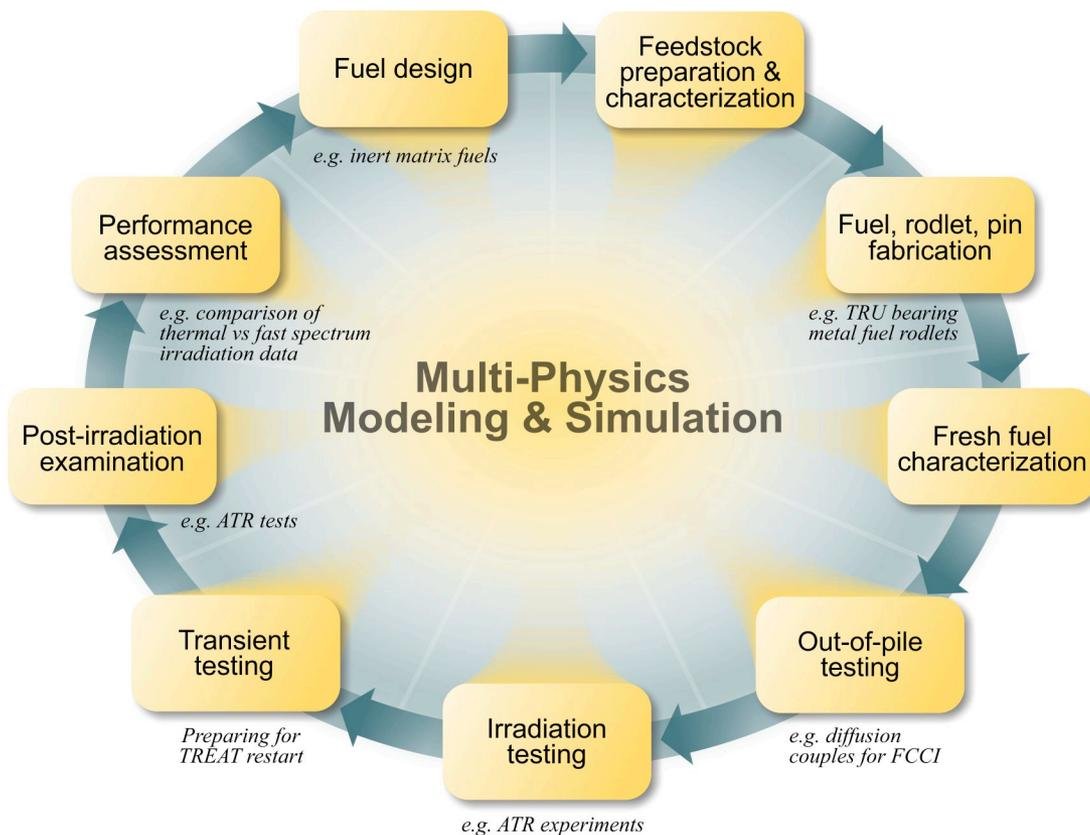 Fuel design
e.g. inert matrix fuels
Feedstock
preparation &
characterization
Fuel, rodlet, pin
fabrication
e.g. TRU bearing
metal fuel rodlets
Fresh fuel
characterization
Out-of-pile
testing
e.g. diffusion
couples for FCCI
Irradiation
testing
e.g. ATR experiments
Transient
testing
Preparing for
TREAT restart
Post-irradiation
examination
e.g. ATR tests
Performance
assessment
e.g. comparison of
thermal vs fast spectrum
irradiation data
Multi-Physics
Modeling & Simulation